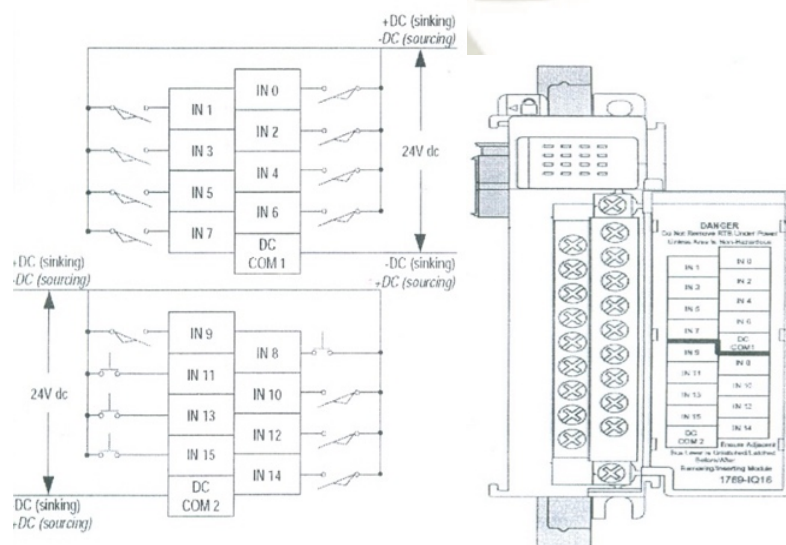 +DC (sinking)
-DC (sourcing)
IN 0
IN 1
IN 2
IN 3
IN 4
IN 5
IN 6
IN 7
DC
COM 1
24V dc
-DC (sinking)
+DC (sourcing)
+DC (sinking)
-DC (sourcing)
IN 9
IN 8
IN 11
IN 10
IN 13
IN 12
IN 15
IN 14
DC
COM 2
24V dc
DC (sinking)
+DC (sourcing)
DANGER
Do Not Remove RTB Under Power
Unless Area is Non-Hazardous
IN 0
IN 1
IN 2
IN 3
IN 4
IN 5
IN 6
IN 7
DC
COM 1
IN 9
IN 8
IN 11
IN 10
IN 13
IN 12
IN 15
IN 14
DC
COM 2
Ensure Adjacent
Bus Lever is Unlatched/Latched
Before/After
Removing/Inserting Module
1769-IQ16